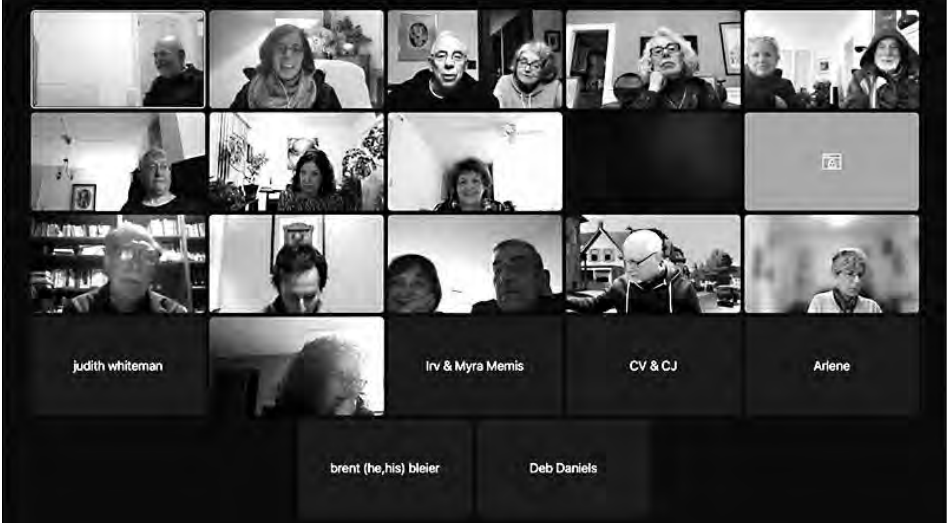 judith whiteman
Irv & Myra Memis
CV & CJ
Arlene
brent (he,his) bleier
Deb Daniels